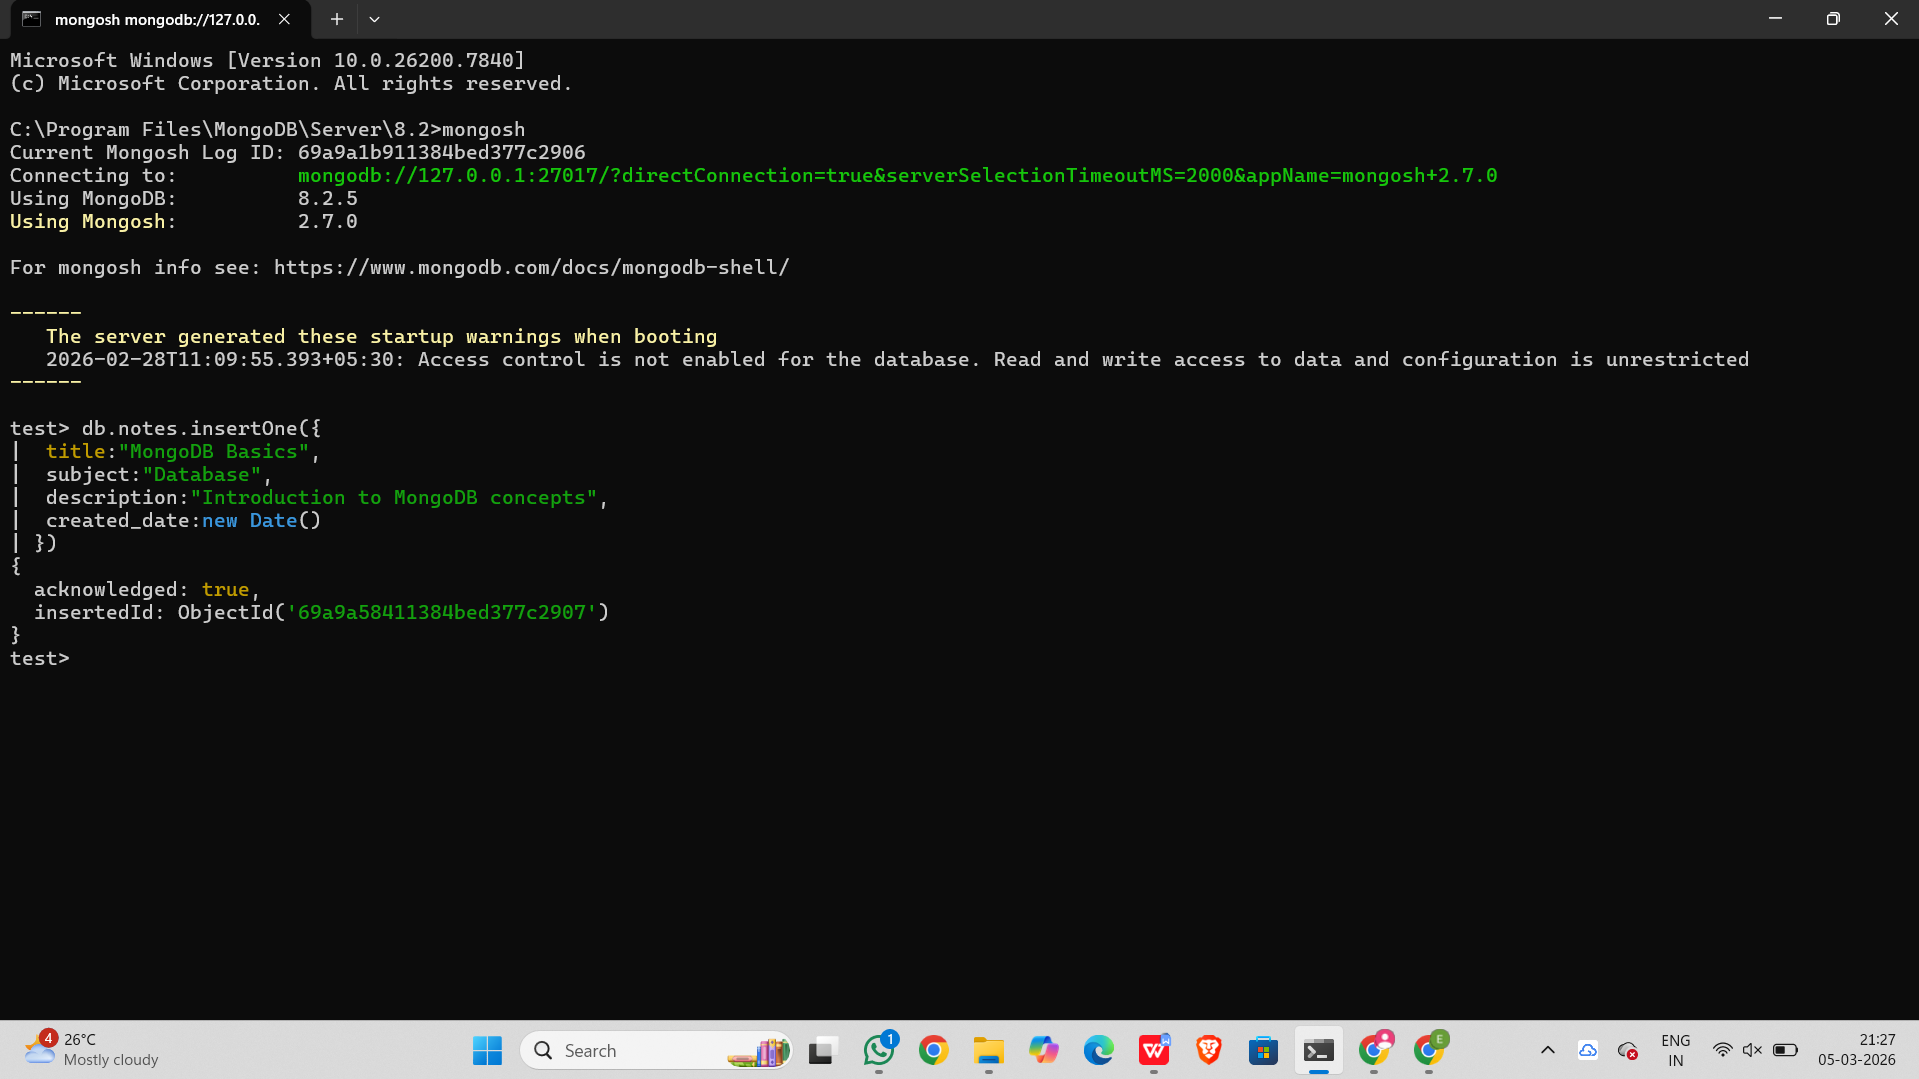 mongosh mongodb://127.0.0.
Microsoft Windows [Version 10.0.26200.7840]
(c) Microsoft Corporation. All rights reserved.
C:\Program Files\MongoDB\Server\8.2>mongosh
Current Mongosh Log ID: 69a9a1b911384bed377c2906
Connecting to:          mongodb://127.0.0.1:27017/?directConnection=true&serverSelectionTimeoutMS=2000&appName=mongosh+2.7.0
Using MongoDB:          8.2.5
Using Mongosh:          2.7.0
For mongosh info see: https://www.mongodb.com/docs/mongodb-shell/
------
   The server generated these startup warnings when booting
   2026-02-28T11:09:55.393+05:30: Access control is not enabled for the database. Read and write access to data and configuration is unrestricted
------
test> db.notes.insertOne({
|  title:"MongoDB Basics",
|  subject:"Database",
|  description:"Introduction to MongoDB concepts",
|  created_date:new Date()
| })
{
  acknowledged: true,
  insertedId: ObjectId('69a9a58411384bed377c2907')
}
test>
4
26°C
Mostly cloudy
Search
1
W
W
E
ENG
IN
21:27
05-03-2026